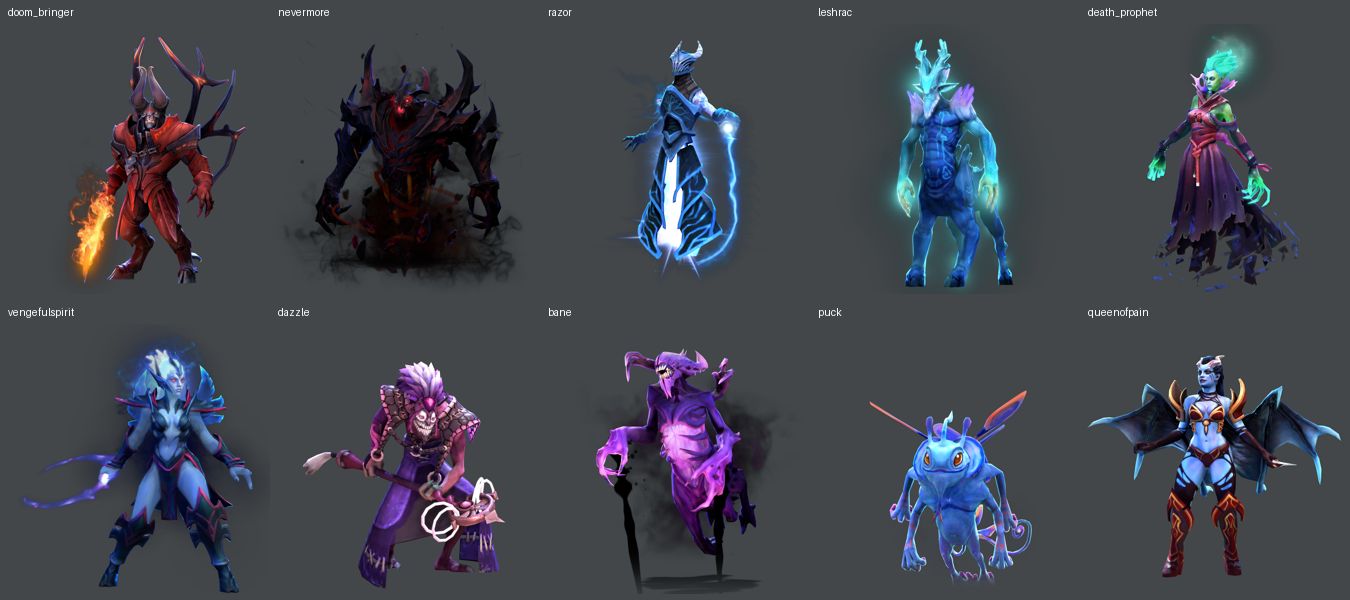 doom_bringer
nevermore
razor
leshrac
death_prophet
vengefulspirit
dazzle
bane
puck
queenofpain